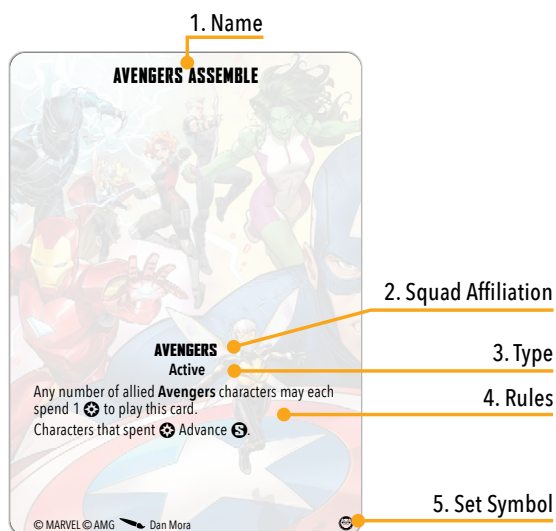 1. Name
AVENGERS ASSEMBLE
2. Squad Affiliation
AVENGERS
3. Type
Active
4. Rules
Any number of allied Avengers characters may each
spend 1 to play this card.
Characters that spent Advance S.
5. Set Symbol
© MARVEL © AMG Dan Mora